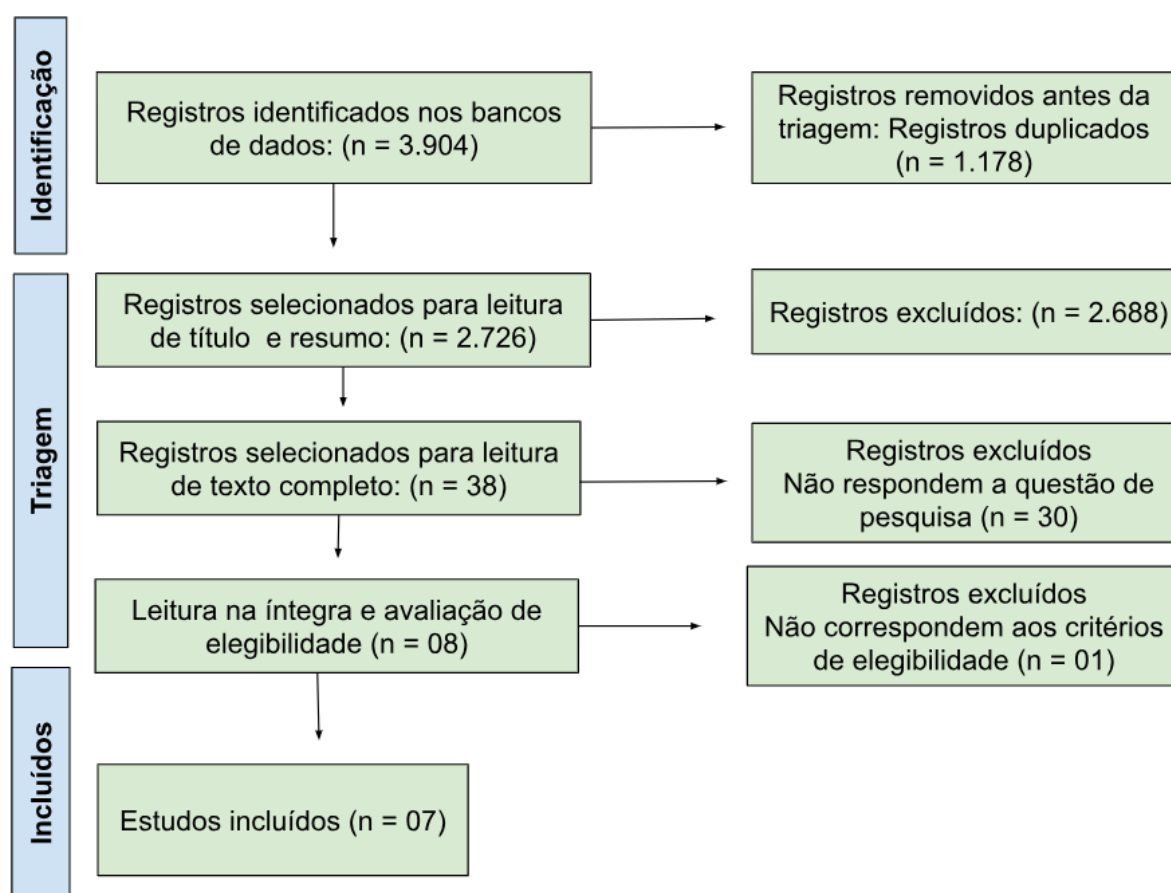 Identificação
Registros identificados nos bancos
de dados: (n = 3.904)
Registros removidos antes da
triagem: Registros duplicados
(n = 1.178)
Triagem
Registros selecionados para leitura
de título e resumo: (n = 2.726)
Registros excluídos: (n = 2.688)
Registros selecionados para leitura
de texto completo: (n = 38)
Registros excluídos
Não respondem a questão de
pesquisa (n = 30)
Leitura na íntegra e avaliação de
elegibilidade (n = 08)
Registros excluídos
Não correspondem aos critérios
de elegibilidade (n = 01)
Incluídos
Estudos incluídos (n = 07)